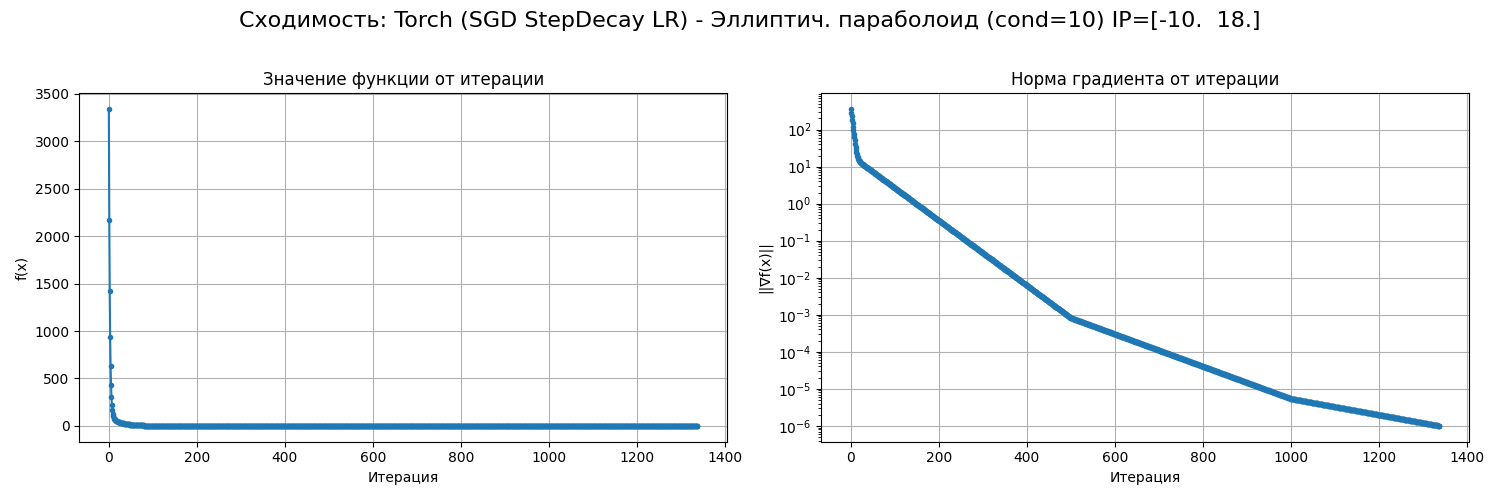 Сходимость: Torch (SGD StepDecay LR) - Эллиптич. параболоид (cond=10) IP=[-10.  18.]
Значение функции от итерации
3500
3000
2500
2000
1500
1000
500
0
f(x)
0 200 400 600 800 1000 1200 1400
Итерация
Норма градиента от итерации
10²
10¹
10⁰
10⁻¹
10⁻²
10⁻³
10⁻⁴
10⁻⁵
10⁻⁶
||∇f(x)||
0 200 400 600 800 1000 1200 1400
Итерация